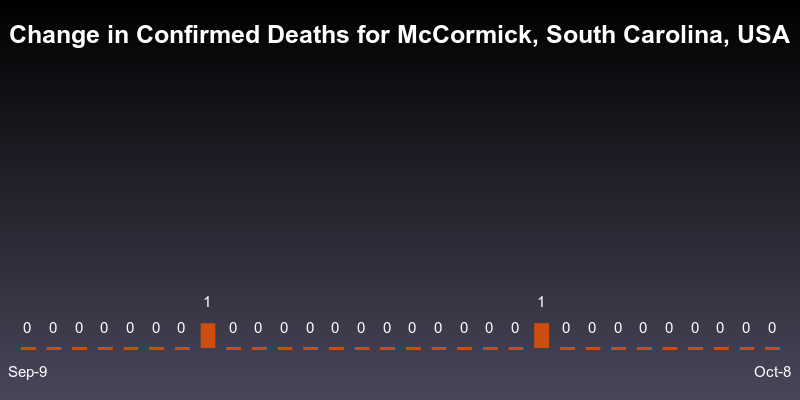 Change in Confirmed Deaths for McCormick, South Carolina, USA
0 0 0 0 0 0 0 1 0 0 0 0 0 0 0 0 0 0 0 0 1 0 0 0 0 0 0 0 0 0
Sep-9 Oct-8